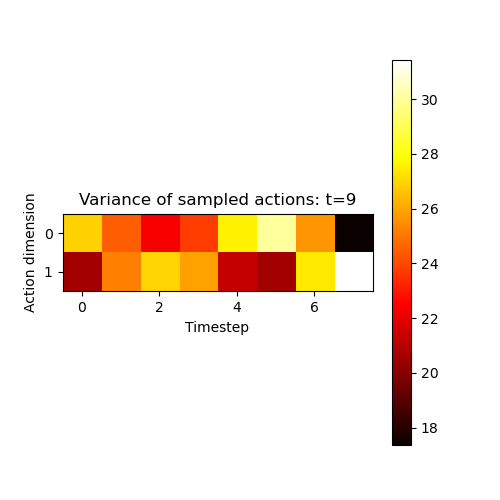 Variance of sampled actions: t=9
Action dimension
0
1
0 2 4 6
Timestep
30
28
26
24
22
20
18